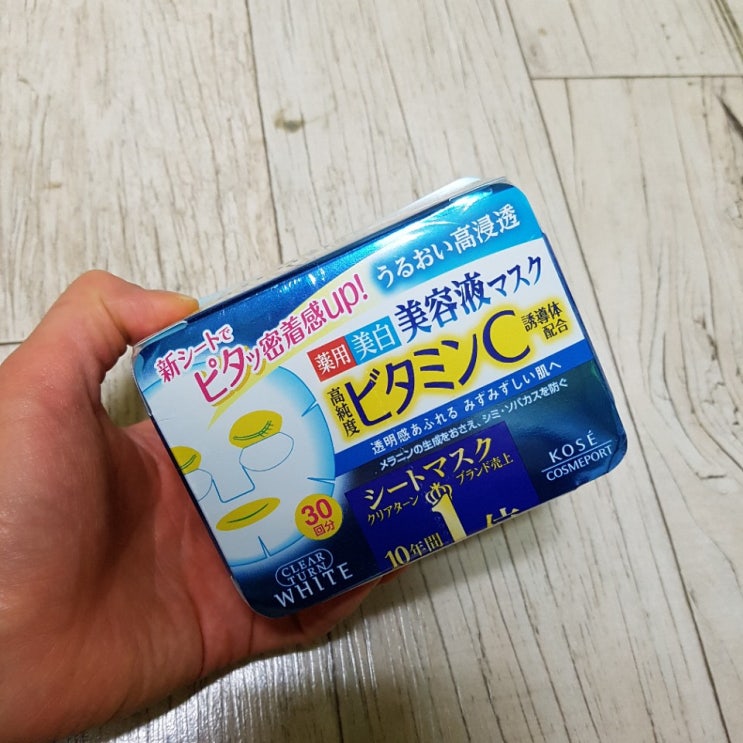 うるおい高浸透
新シートで
ピタッ密着感up!
薬用 美白 美容液マスク
高純度 ビタミンC 誘導体配合
透明感あふれる みずみずしい肌へ
メラニンの生成をおさえ、シミ・ソバカスを防ぐ
KOSÉ
COSMEPORT
シートマスク
クリアターン ブランド売上
10年間 1位
30
回分
CLEAR
TURN
WHITE